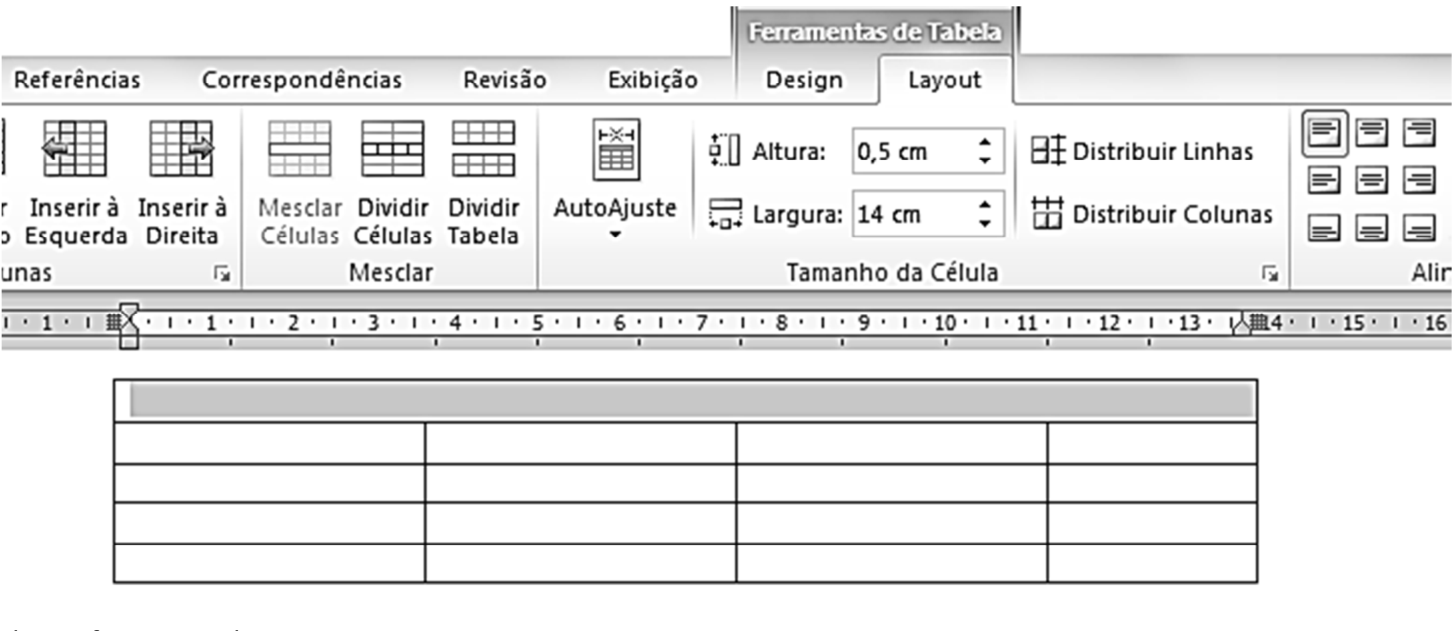 Ferramentas de Tabela
Referências Correspondências Revisão Exibição Design Layout
Inserir à Esquerda
Inserir à Direita
Mesclar Células
Dividir Células
Dividir Tabela
AutoAjuste
Altura: 0,5 cm
Largura: 14 cm
Distribuir Linhas
Distribuir Colunas
Mesclar
Tamanho da Célula
1 1 2 3 4 5 6 7 8 9 10 11 12 13 14 15 16